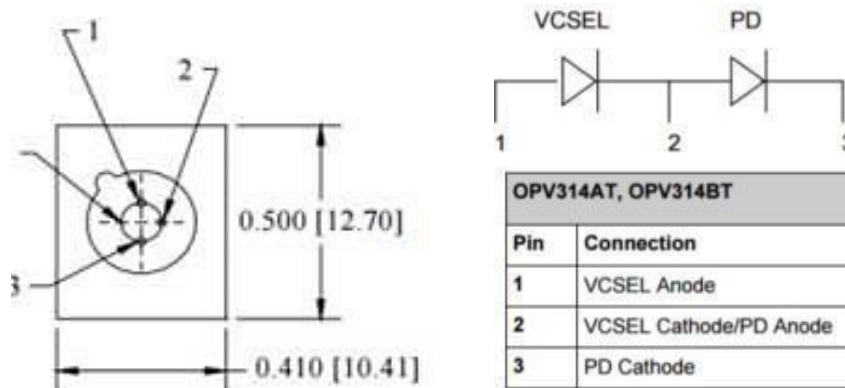 1
2
0.500 [12.70]
3
0.410 [10.41]
VCSEL PD
1 2 3
OPV314AT, OPV314BT
Pin Connection
1 VCSEL Anode
2 VCSEL Cathode/PD Anode
3 PD Cathode